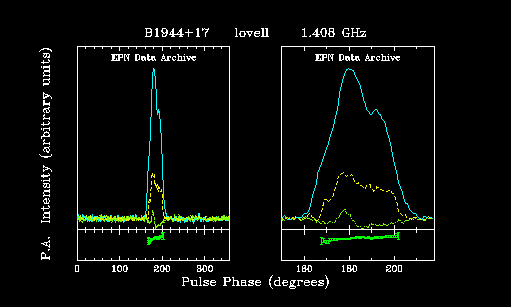 B1944+17 lovell 1.408 GHz
EPN Data Archive EPN Data Archive
P.A. Intensity (arbitrary units)
0 100 200 300 180 190 200
Pulse Phase (degrees)